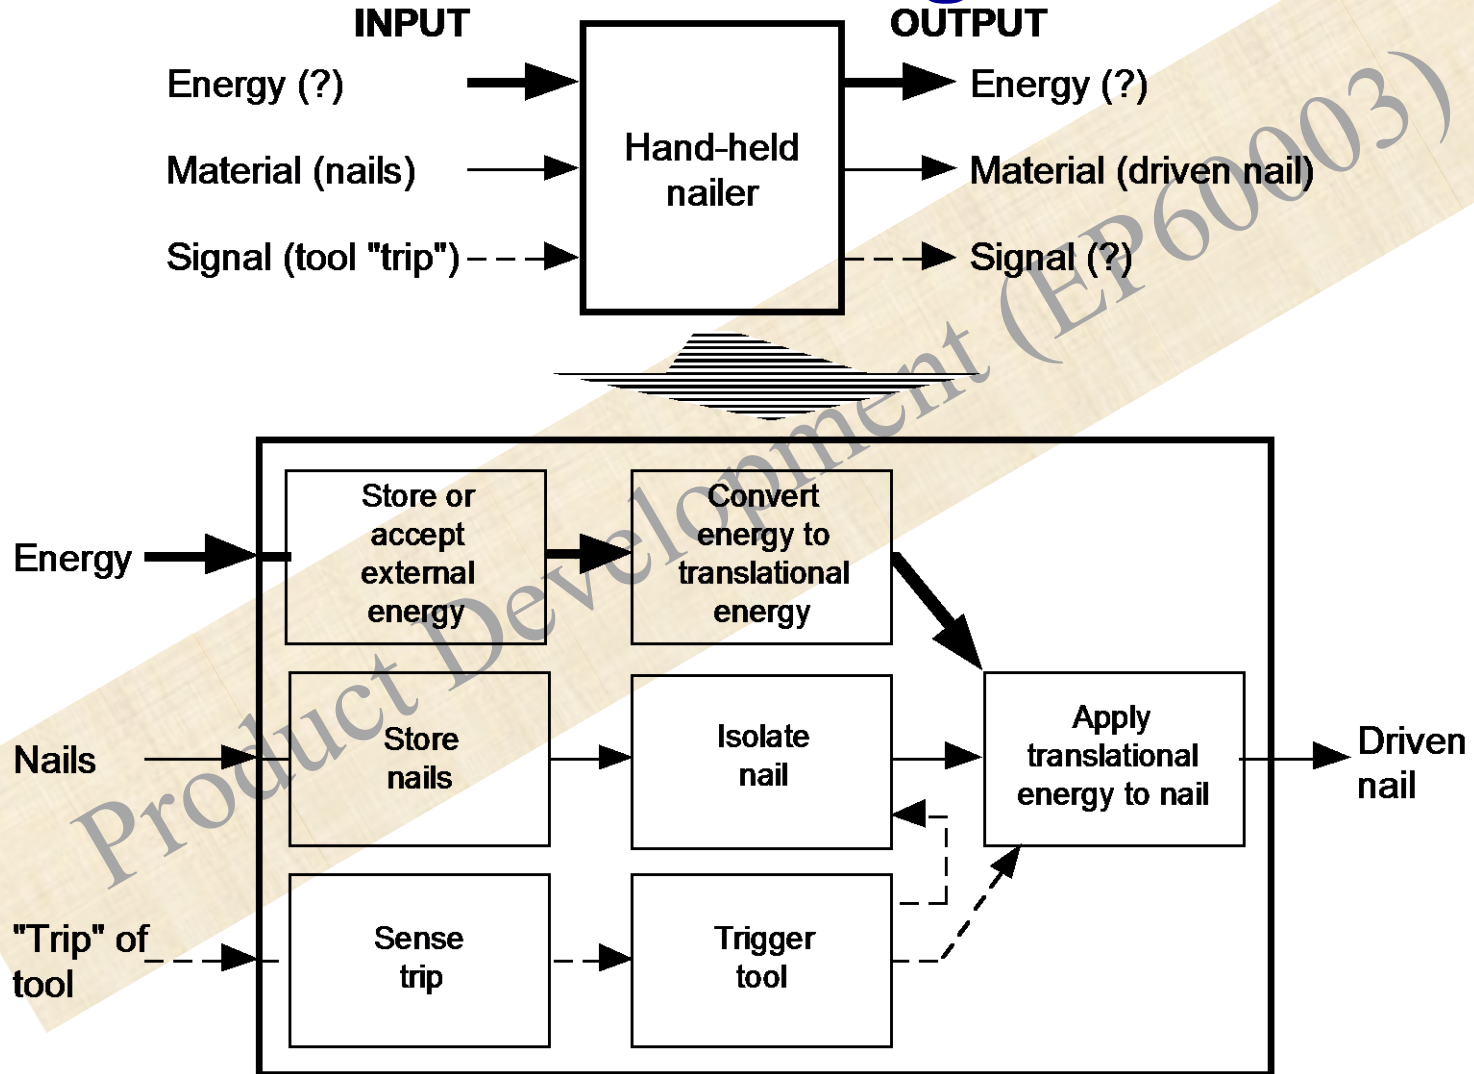 INPUT
OUTPUT
Energy (?)
Energy (?)
Material (nails)
Material (driven nail)
Signal (tool "trip")
Signal (?)
Hand-held
nailer
Energy
Store or
accept
external
energy
Convert
energy to
translational
energy
Nails
Store
nails
Isolate
nail
Apply
translational
energy to nail
Driven
nail
"Trip" of
tool
Sense
trip
Trigger
tool
Product Development (EP60003)